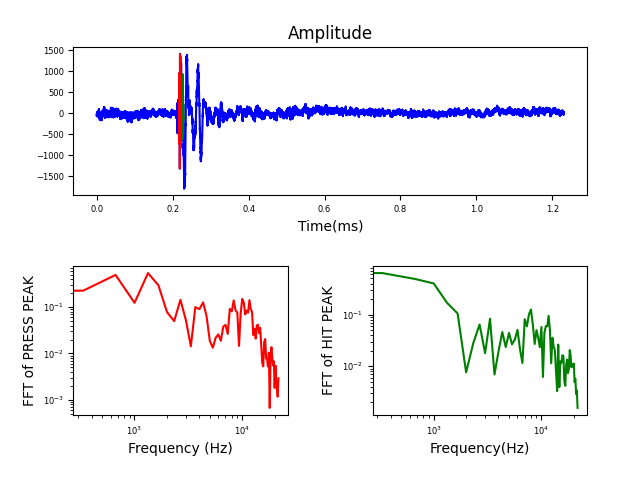 Amplitude
1500
1000
500
0
−500
−1000
−1500
0.0 0.2 0.4 0.6 0.8 1.0 1.2
Time(ms)
FFT of PRESS PEAK
10⁻¹
10⁻²
10⁻³
10³ 10⁴
Frequency (Hz)
FFT of HIT PEAK
10⁻¹
10⁻²
10³ 10⁴
Frequency(Hz)